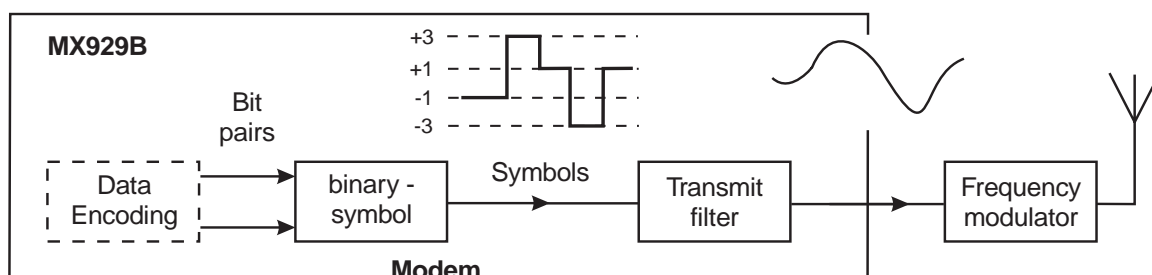 MX929B
+3
+1
-1
-3
Bit
pairs
Data
Encoding
binary -
symbol
Symbols
Transmit
filter
Frequency
modulator
Modem